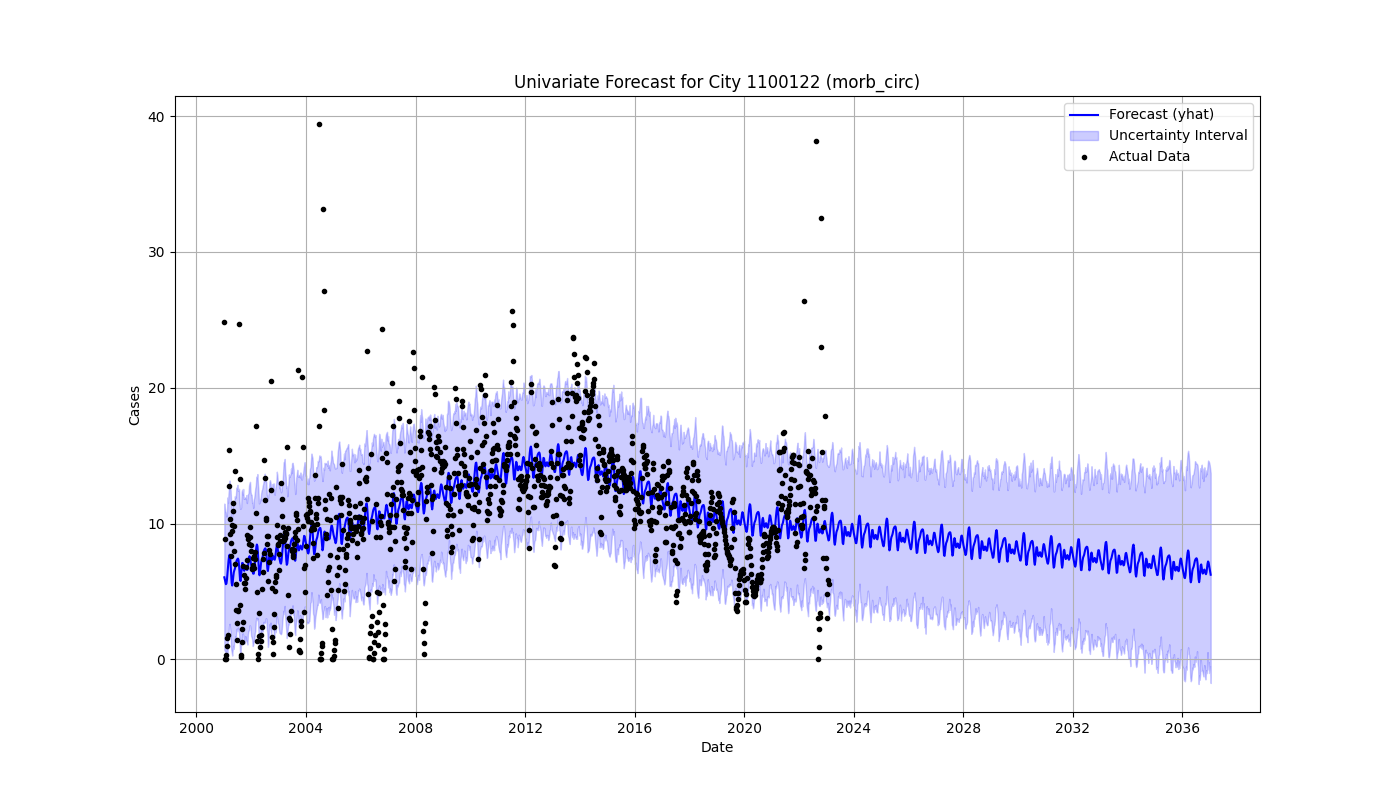 Univariate Forecast for City 1100122 (morb_circ)
Forecast (yhat)
Uncertainty Interval
Actual Data
40
30
20
10
0
Cases
2000 2004 2008 2012 2016 2020 2024 2028 2032 2036
Date